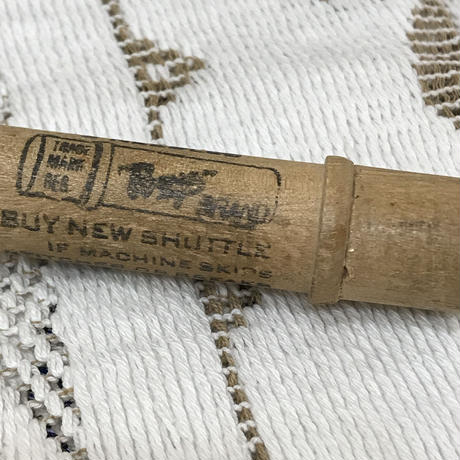 TRADE
MARK
REG.
BRAND
BUY NEW SHUTTLE
IF MACHINE SKIPS